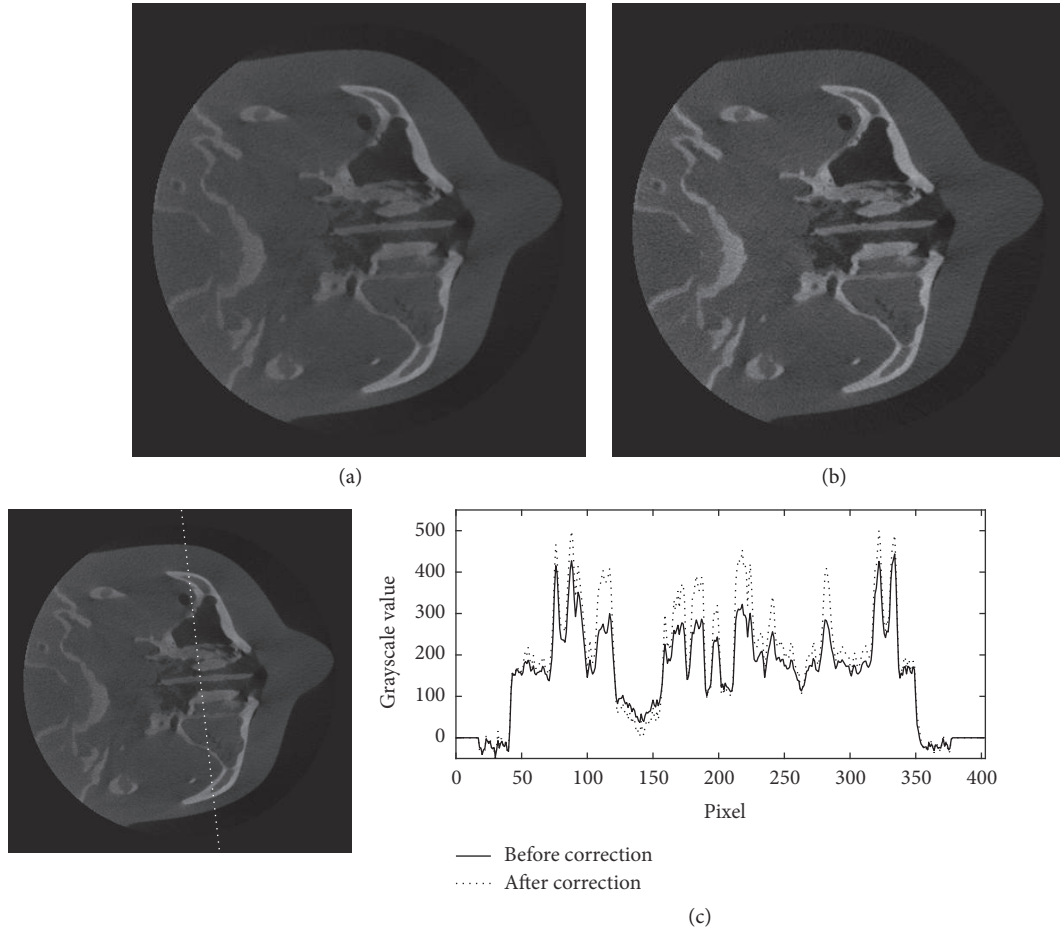 (a)
(b)
Grayscale value
500
400
300
200
100
0
0 50 100 150 200 250 300 350 400
Pixel
Before correction
After correction
(c)